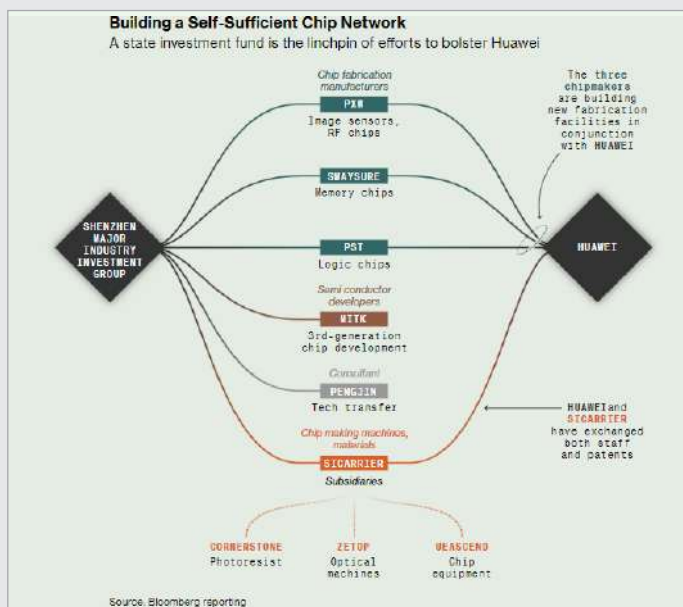 Building a Self-Sufficient Chip Network
A state investment fund is the linchpin of efforts to bolster Huawei
Chip fabrication
manufacturers
PXW
Image sensors,
RF chips
The three
chipmakers
are building
new fabrication
facilities in
conjunction
with HUAWEI
SWAYSURE
Memory chips
SHENZHEN
MAJOR
INDUSTRY
INVESTMENT
GROUP
PST
Logic chips
HUAWEI
Semi conductor
developers
NITK
3rd-generation
chip development
Consultant
PENGJIN
Tech transfer
HUAWEI and
SICARRIER
have exchanged
both staff
and patents
Chip making machines,
materials
SICARRIER
Subsidiaries
CORNERSTONE
Photoresist
ZETOP
Optical
machines
UEASCEND
Chip
equipment
Source: Bloomberg reporting